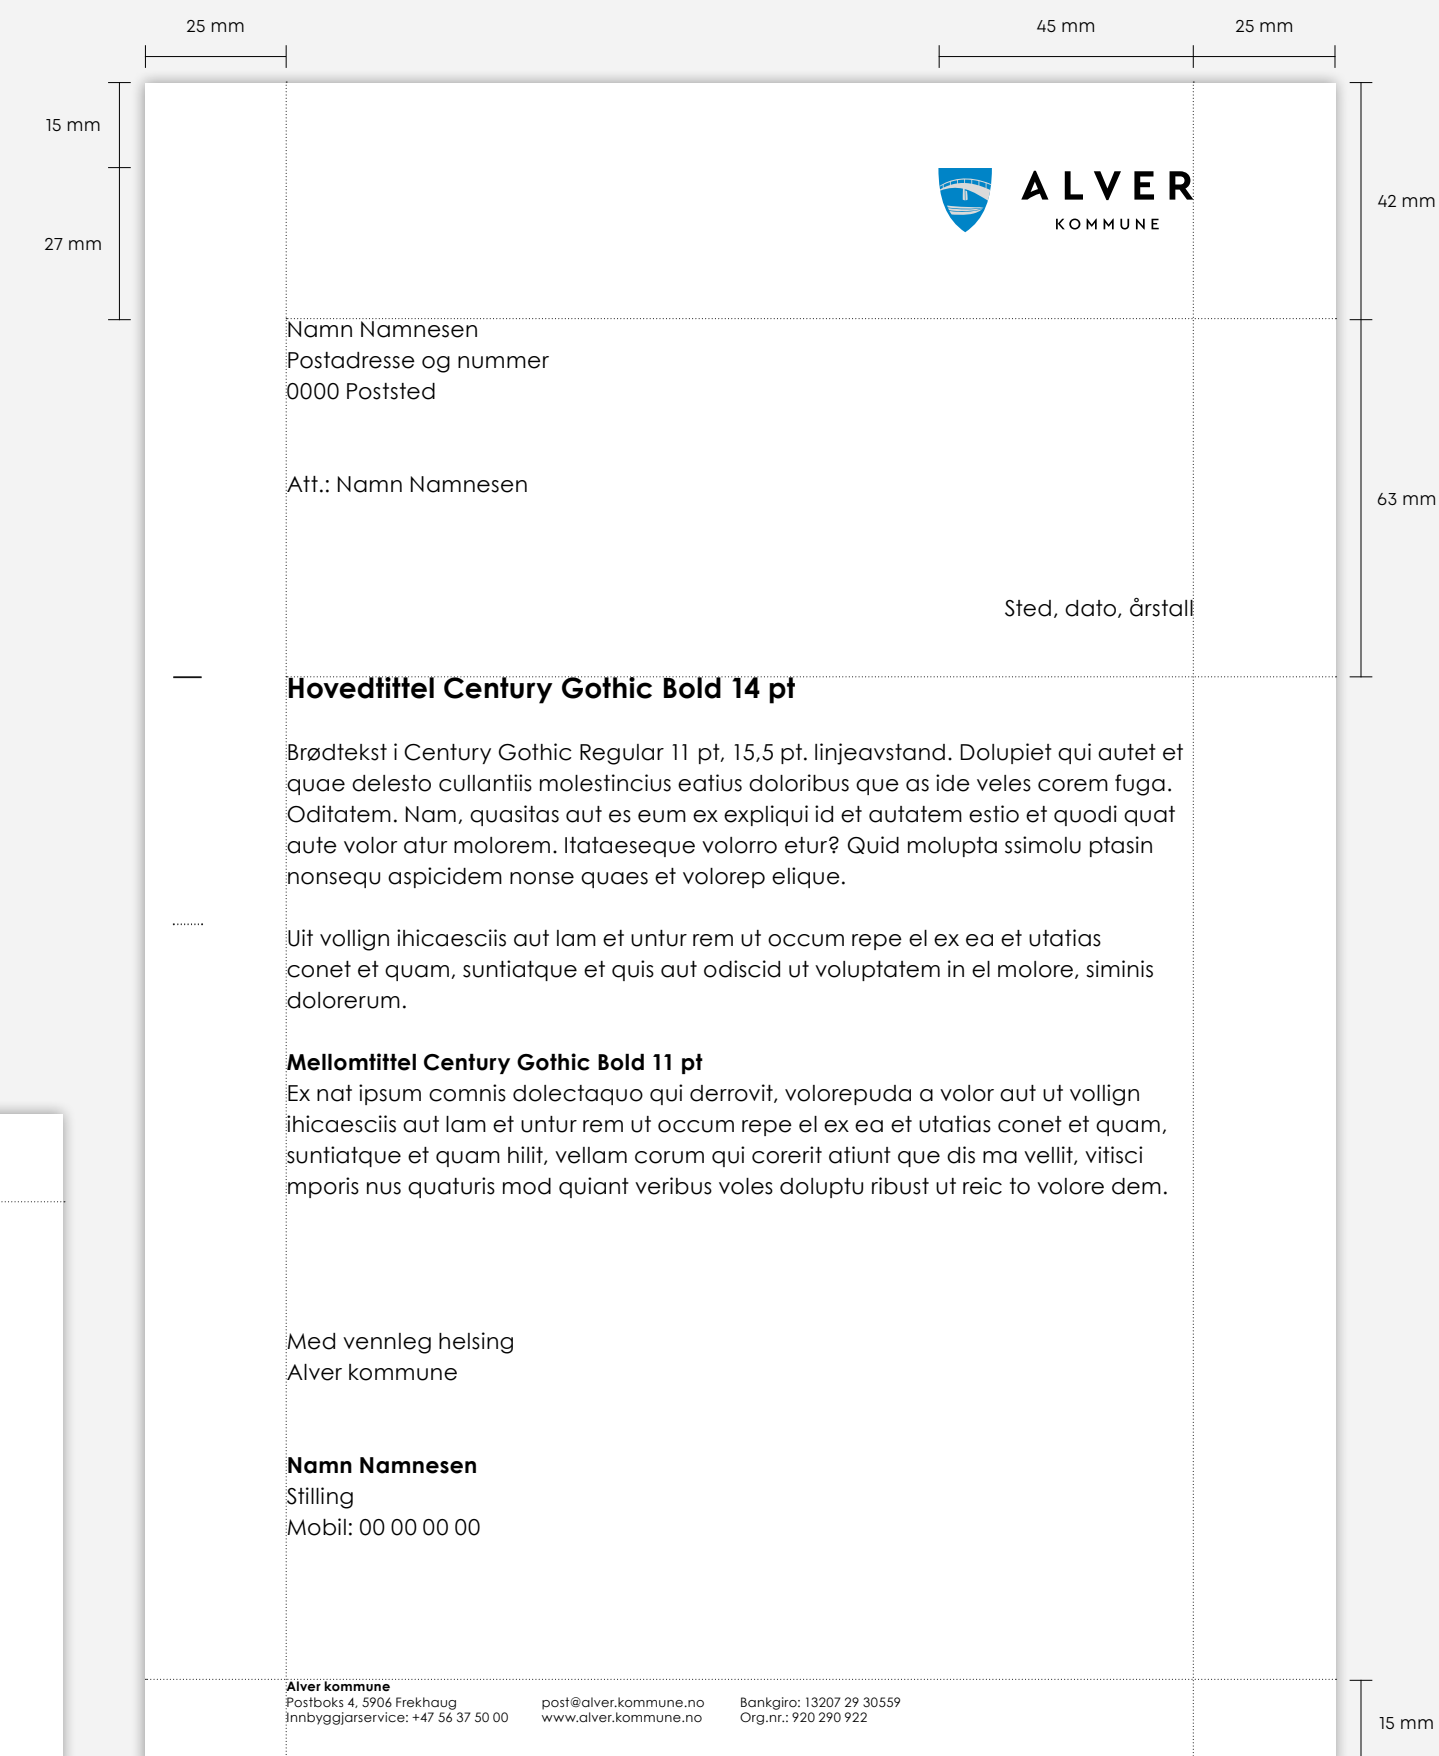 25 mm
45 mm
25 mm
15 mm
27 mm
42 mm
63 mm
15 mm
ALVER
KOMMUNE
Namn Namnesen
Postadresse og nummer
0000 Poststed
Att.: Namn Namnesen
Sted, dato, årstall
Hovedtittel Century Gothic Bold 14 pt
Brødtekst i Century Gothic Regular 11 pt, 15,5 pt. linjeavstand. Dolupiet qui autet et
quae delesto cullantiis molestincius eatius doloribus que as ide veles corem fuga.
Oditatem. Nam, quasitas aut es eum ex expliqui id et autatem estio et quodi quat
aute volor atur molorem. Itataeseque volorro etur? Quid molupta ssimolu ptasin
nonsequ aspicidem nonse quaes et volorep elique.
Uit vollign ihicaesciis aut lam et untur rem ut occum repe el ex ea et utatias
conet et quam, suntiatque et quis aut odiscid ut voluptatem in el molore, siminis
dolorerum.
Mellomtittel Century Gothic Bold 11 pt
Ex nat ipsum comnis dolectaquo qui derrovit, volorepuda a volor aut ut vollign
ihicaesciis aut lam et untur rem ut occum repe el ex ea et utatias conet et quam,
suntiatque et quam hilit, vellam corum qui corerit atiunt que dis ma vellit, vitisci
mporis nus quaturis mod quiant veribus voles doluptu ribust ut reic to volore dem.
Med vennleg helsing
Alver kommune
Namn Namnesen
Stilling
Mobil: 00 00 00 00
Alver kommune
Postboks 4, 5906 Frekhaug
Innbyggjarservice: +47 56 37 50 00
post@alver.kommune.no
www.alver.kommune.no
Bankgiro: 13207 29 30559
Org.nr.: 920 290 922